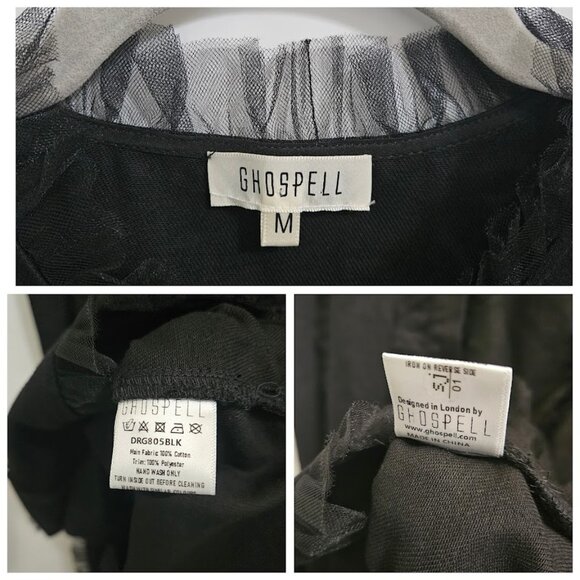 GHOSPELL
M
GHOSPELL
DRG805BLK
Main Fabric 100% Cotton
Trim: 100% Polyester
HAND WASH ONLY
TURN INSIDE OUT BEFORE CLEANING
IRON ON REVERSE SIDE
01
Designed in London by
GHOSPELL
www.ghospell.com
MADE IN CHINA